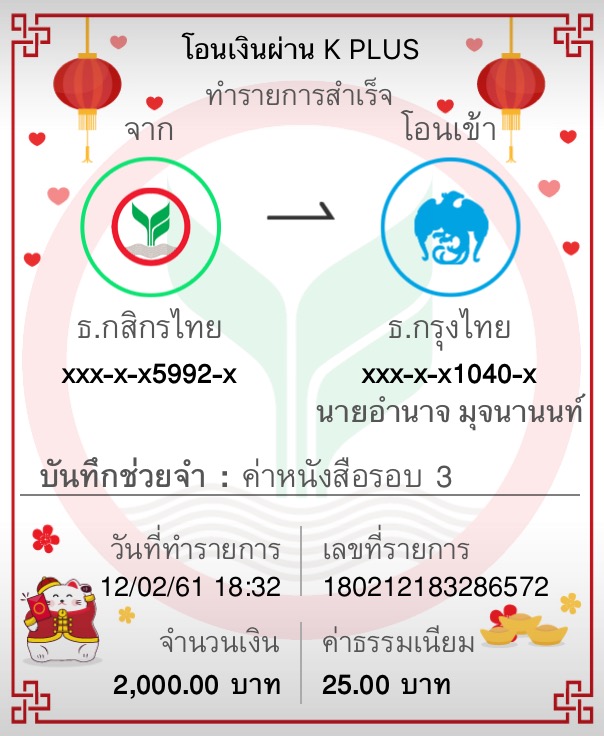 โอนเงินผ่าน K PLUS
ทำรายการสำเร็จ
จาก
โอนเข้า
ธ.กสิกรไทย
ธ.กรุงไทย
xxx-x-x5992-x
xxx-x-x1040-x
นายอำนาจ มุจนานนท์
บันทึกช่วยจำ : ค่าหนังสือรอบ 3
วันที่ทำรายการ
เลขที่รายการ
12/02/61 18:32
180212183286572
จำนวนเงิน
ค่าธรรมเนียม
2,000.00 บาท
25.00 บาท